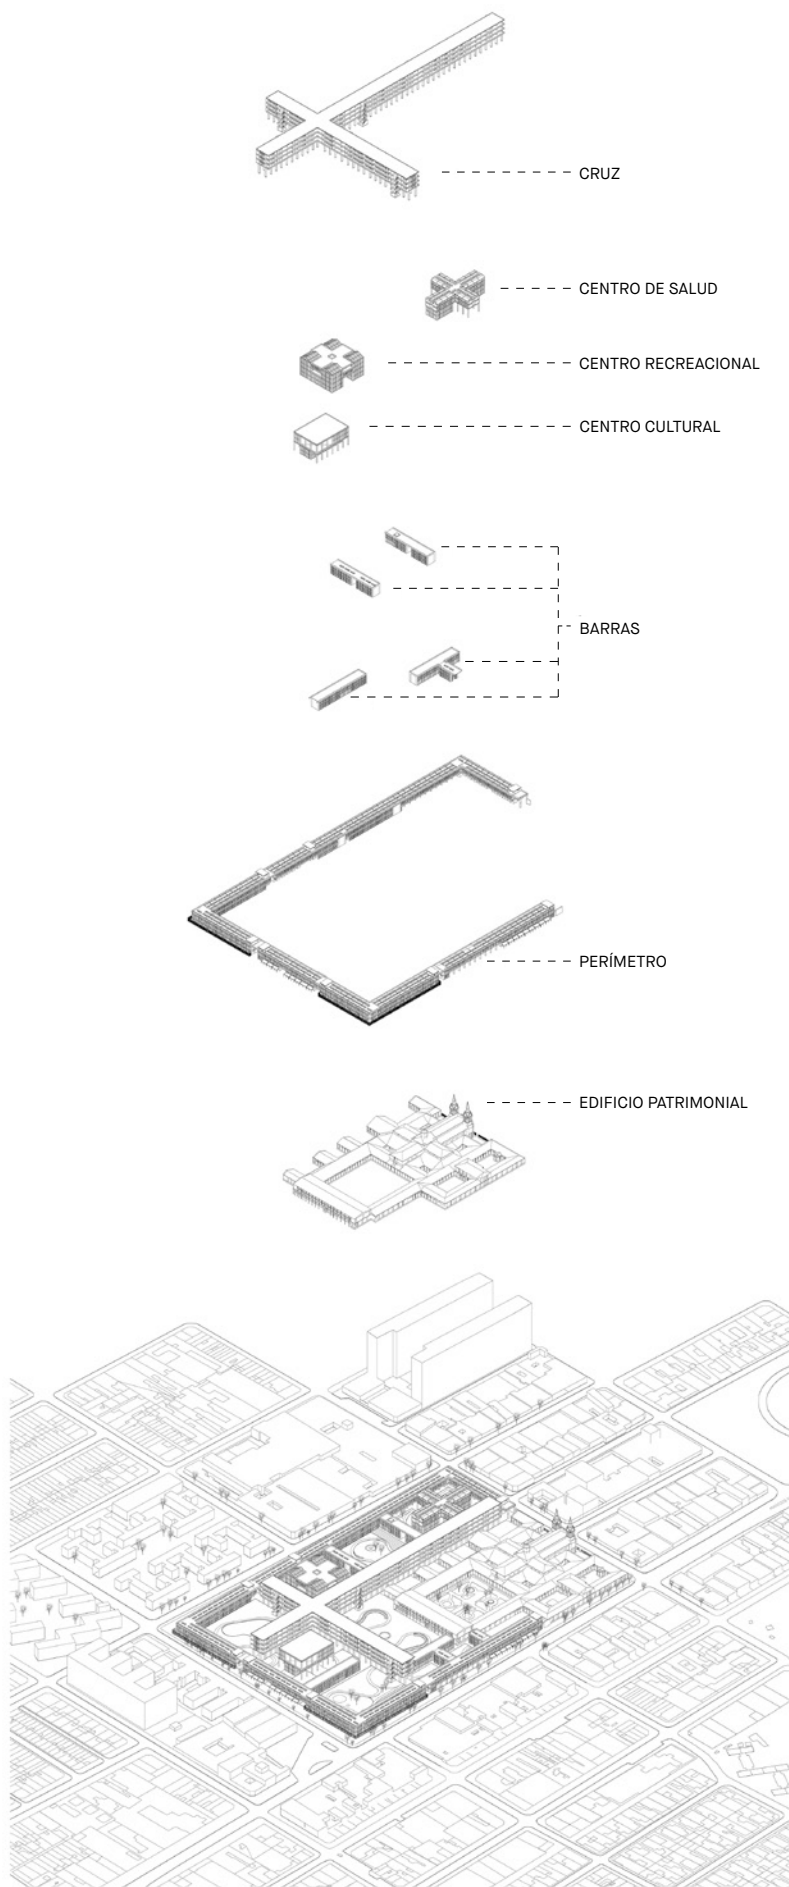 CRUZ
CENTRO DE SALUD
CENTRO RECREACIONAL
CENTRO CULTURAL
BARRAS
PERÍMETRO
EDIFICIO PATRIMONIAL